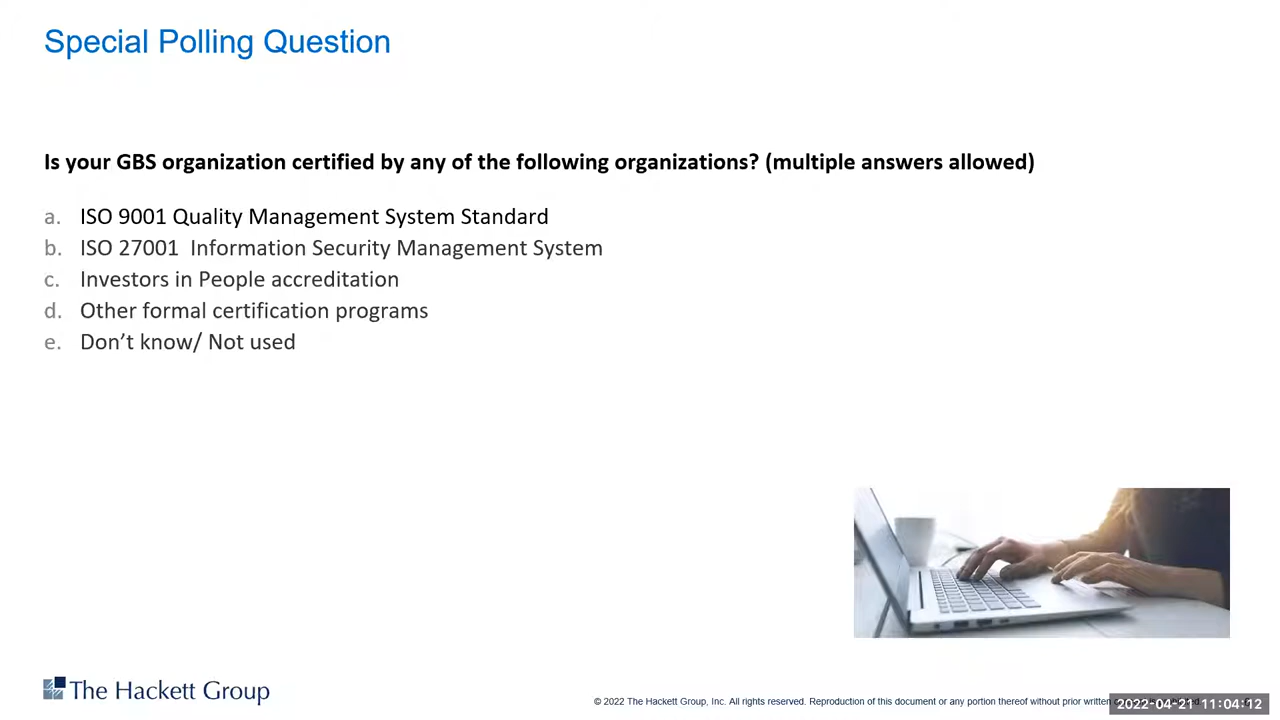 Special Polling Question
Is your GBS organization certified by any of the following organizations? (multiple answers allowed)
a. ISO 9001 Quality Management System Standard
b. ISO 27001  Information Security Management System
c. Investors in People accreditation
d. Other formal certification programs
e. Don’t know/ Not used
The Hackett Group
© 2022 The Hackett Group, Inc. All rights reserved. Reproduction of this document or any portion thereof without prior written
2022-04-21 11:04:12